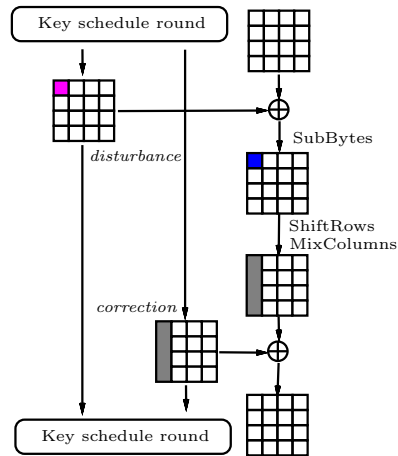 Key schedule round
SubBytes
disturbance
ShiftRows
MixColumns
correction
Key schedule round